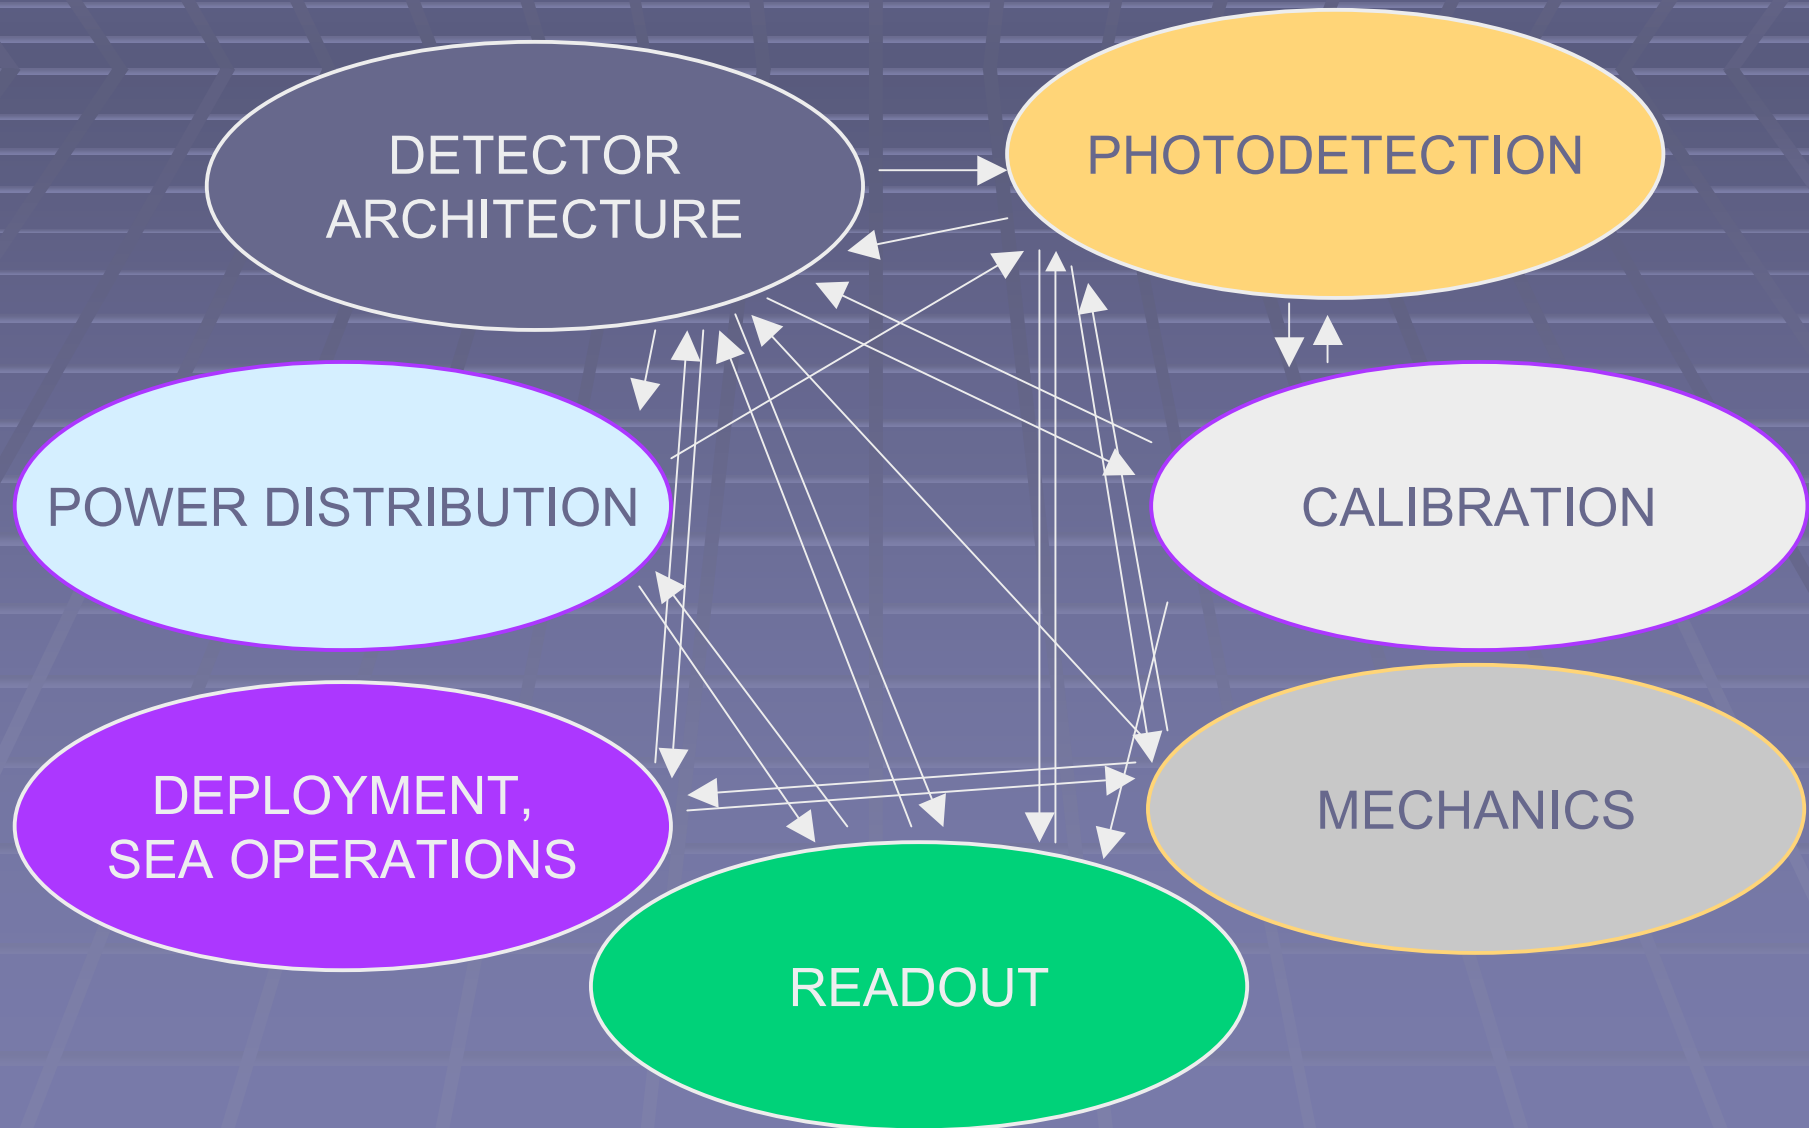 DETECTOR
ARCHITECTURE
PHOTODETECTION
POWER DISTRIBUTION
CALIBRATION
DEPLOYMENT,
SEA OPERATIONS
MECHANICS
READOUT